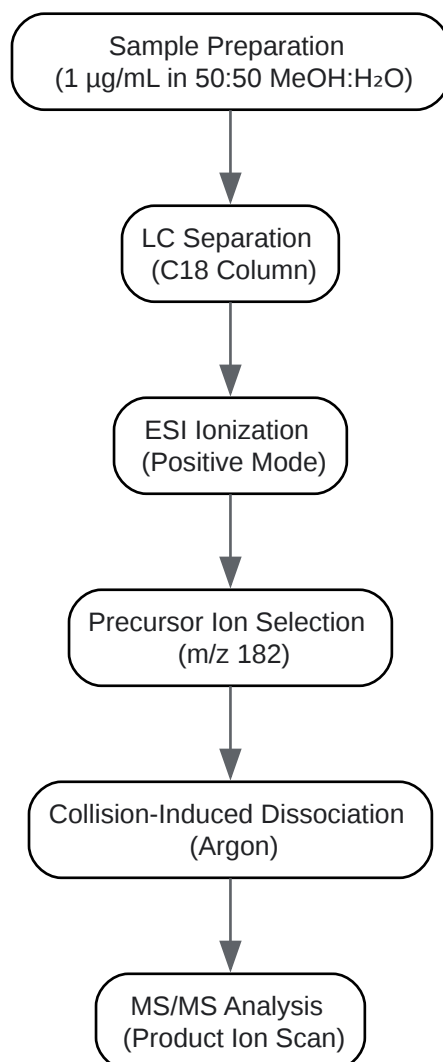 Sample Preparation
(1 µg/mL in 50:50 MeOH:H₂O)
LC Separation
(C18 Column)
ESI Ionization
(Positive Mode)
Precursor Ion Selection
(m/z 182)
Collision-Induced Dissociation
(Argon)
MS/MS Analysis
(Product Ion Scan)